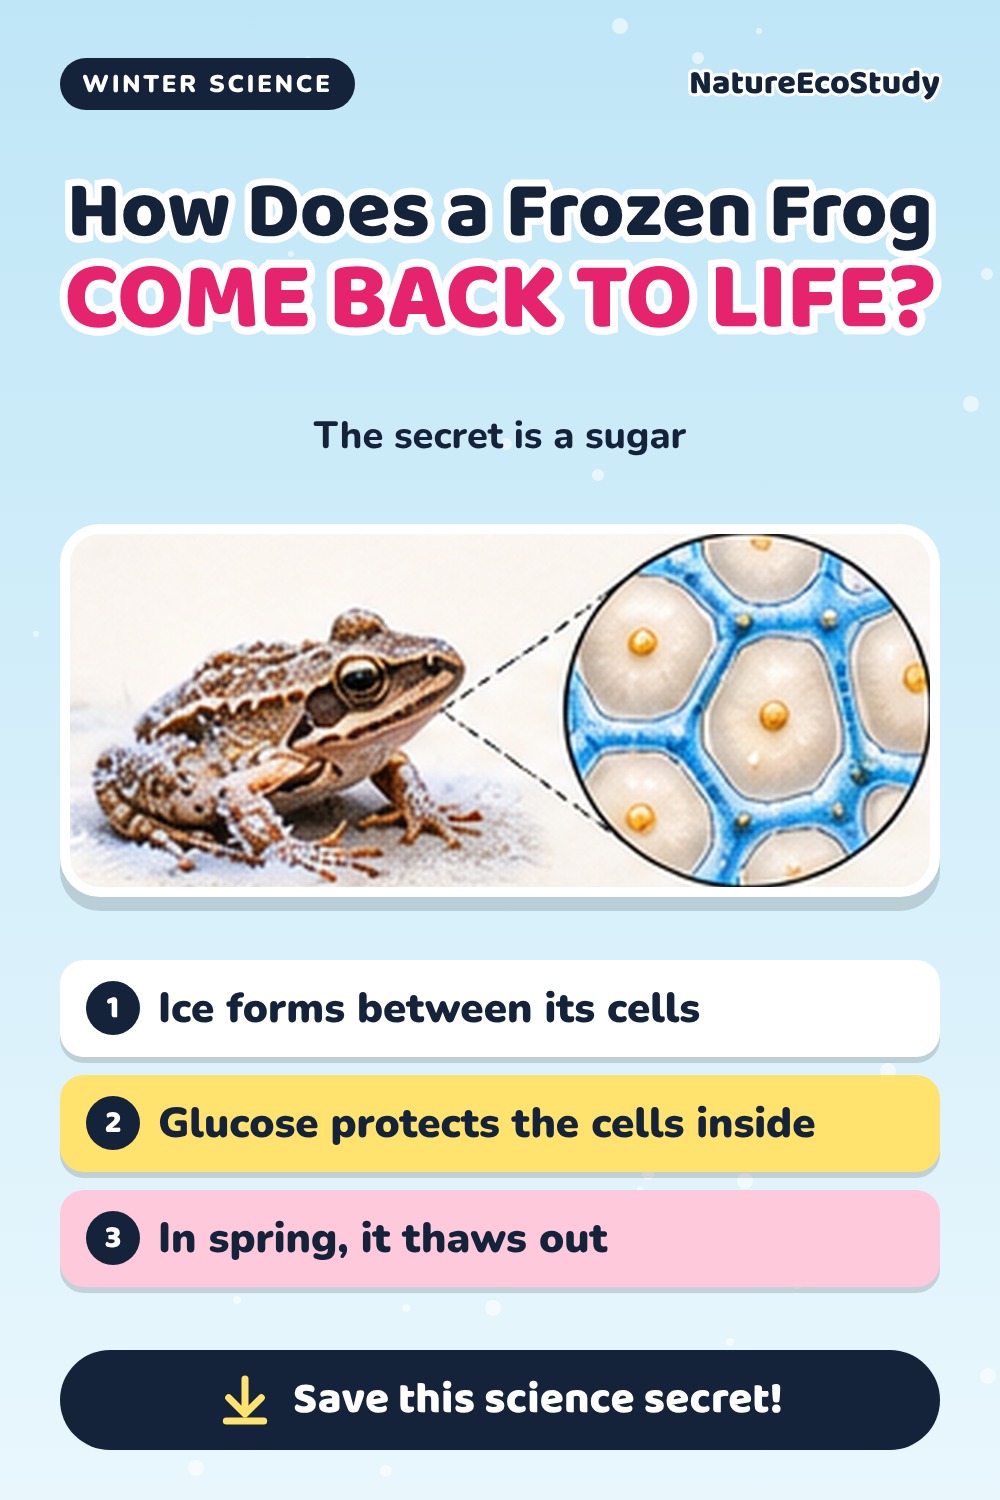 WINTER SCIENCE
NatureEcoStudy
How Does a Frozen Frog
COME BACK TO LIFE?
The secret is a sugar
1 Ice forms between its cells
2 Glucose protects the cells inside
3 In spring, it thaws out
Save this science secret!